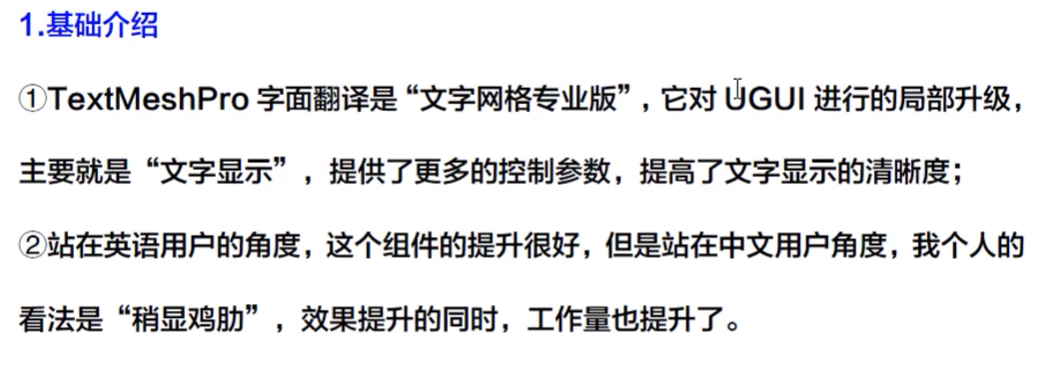 1.基础介绍
①TextMeshPro 字面翻译是“文字网格专业版”，它对 UGUI 进行的局部升级，
主要就是“文字显示”，提供了更多的控制参数，提高了文字显示的清晰度；
②站在英语用户的角度，这个组件的提升很好，但是站在中文用户角度，我个人的
看法是“稍显鸡肋”，效果提升的同时，工作量也提升了。